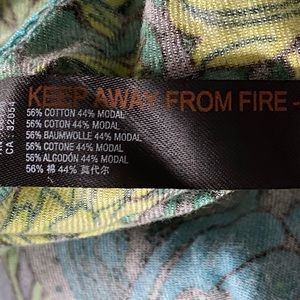 KEEP AWAY FROM FIRE -
56% COTTON 44% MODAL
56% COTON 44% MODAL
56% BAUMWOLLE 44% MODAL
56% COTONE 44% MODAL
56% ALGODÓN 44% MODAL
56% 棉 44% 莫代尔
CA : 32054